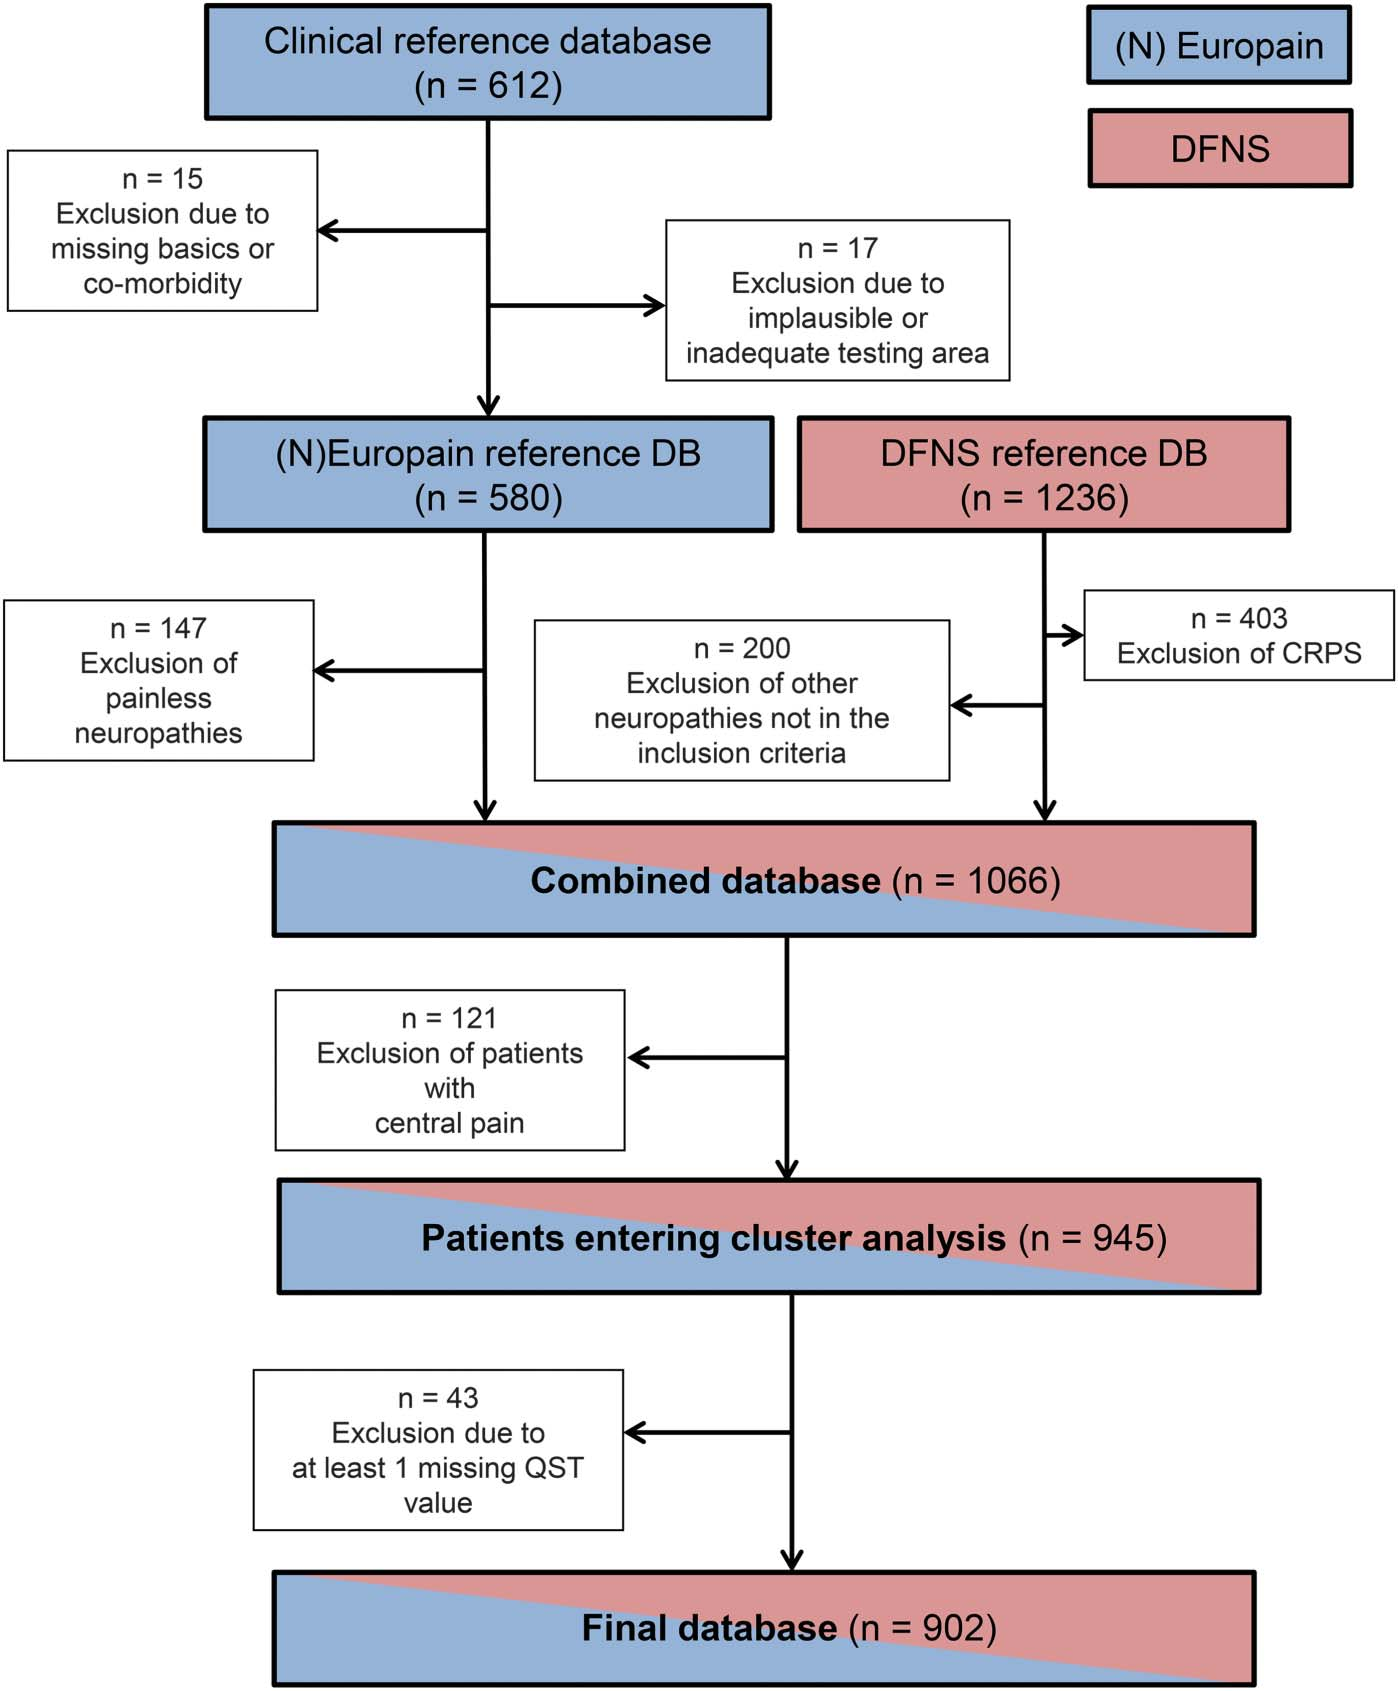 Clinical reference database
(n = 612)
(N) Europain
DFNS
n = 15
Exclusion due to
missing basics or
co-morbidity
n = 17
Exclusion due to
implausible or
inadequate testing area
(N)Europain reference DB
(n = 580)
DFNS reference DB
(n = 1236)
n = 147
Exclusion of
painless
neuropathies
n = 200
Exclusion of other
neuropathies not in the
inclusion criteria
n = 403
Exclusion of CRPS
Combined database (n = 1066)
n = 121
Exclusion of patients
with
central pain
Patients entering cluster analysis (n = 945)
n = 43
Exclusion due to
at least 1 missing QST
value
Final database (n = 902)